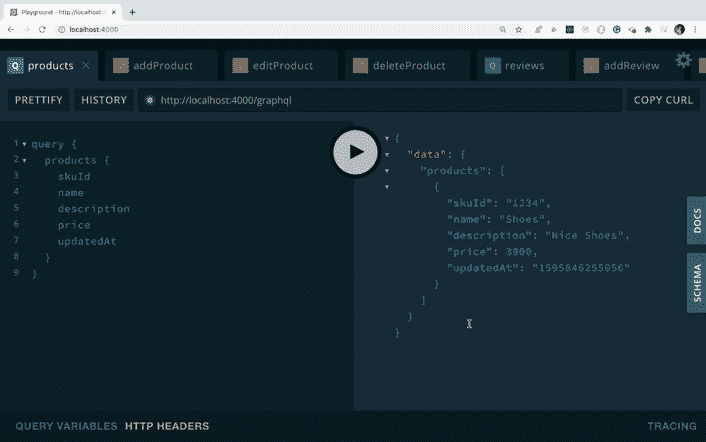 Playground - http://localhost:4000
localhost:4000
Q products
addProduct
editProduct
deleteProduct
Q reviews
addReview
PRETTIFY
HISTORY
http://localhost:4000/graphql
COPY CURL
1 query {
2 products {
3 skuId
4 name
5 description
6 price
7 updatedAt
8 }
9 }
{
"data": {
"products": [
{
"skuId": "1234",
"name": "Shoes",
"description": "Nice Shoes",
"price": 3900,
"updatedAt": "1595846255056"
}
]
}
}
DOCS
SCHEMA
QUERY VARIABLES
HTTP HEADERS
TRACING